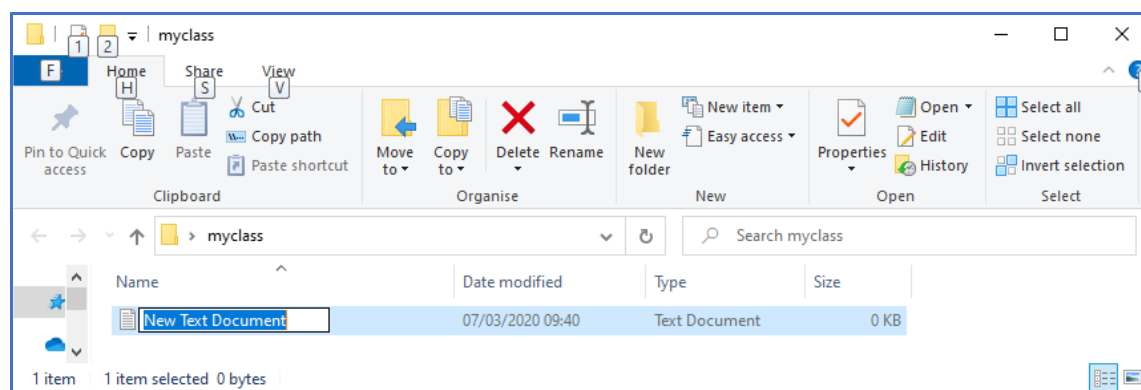 1 2 myclass
F Home Share View
H S V
Pin to Quick access
Copy
Paste
Cut
Copy path
Paste shortcut
Clipboard
Move to
Copy to
Delete
Rename
Organise
New folder
New item
Easy access
New
Properties
Open
Edit
History
Open
Select all
Select none
Invert selection
Select
myclass
Search myclass
Name Date modified Type Size
New Text Document 07/03/2020 09:40 Text Document 0 KB
1 item 1 item selected 0 bytes